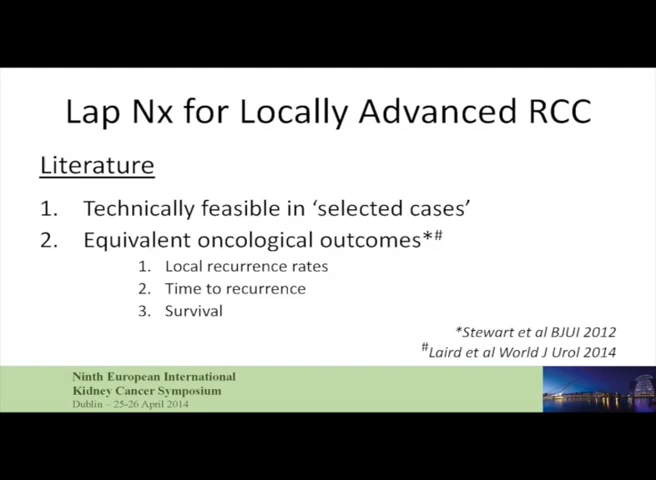 Lap Nx for Locally Advanced RCC
Literature
1. Technically feasible in ‘selected cases’
2. Equivalent oncological outcomes*#
1. Local recurrence rates
2. Time to recurrence
3. Survival
*Stewart et al BJUI 2012
#Laird et al World J Urol 2014
Ninth European International
Kidney Cancer Symposium
Dublin – 25-26 April 2014